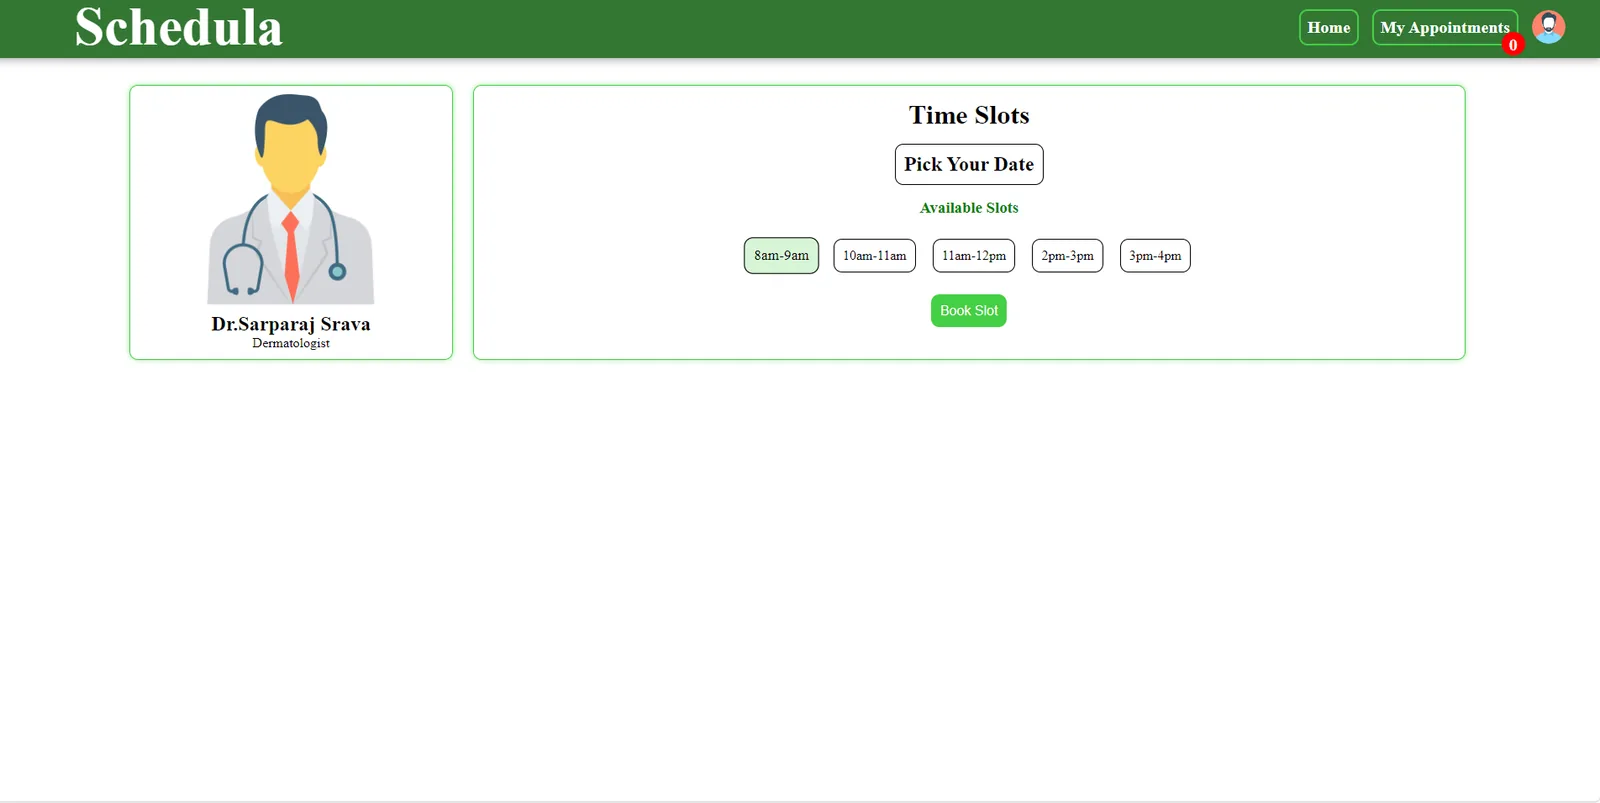 Schedula
Home
My Appointments
0
Dr.Sarparaj Srava
Dermatologist
Time Slots
Pick Your Date
Available Slots
8am-9am 10am-11am 11am-12pm 2pm-3pm 3pm-4pm
Book Slot